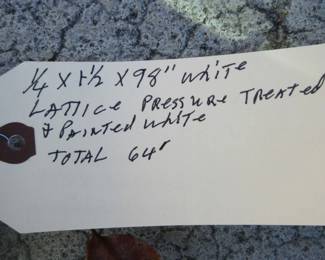 1/4 X 1 1/2 X 98" WHITE
LATTICE PRESSURE TREATED
& PAINTED WHITE
TOTAL 64'